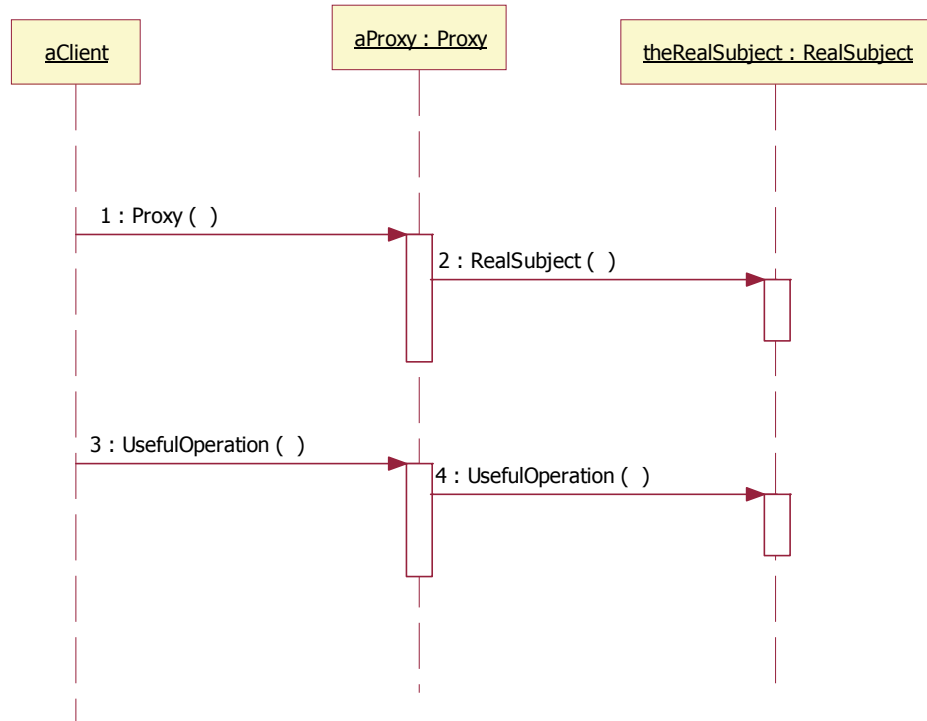 aClient
aProxy : Proxy
theRealSubject : RealSubject
1 : Proxy ( )
2 : RealSubject ( )
3 : UsefulOperation ( )
4 : UsefulOperation ( )